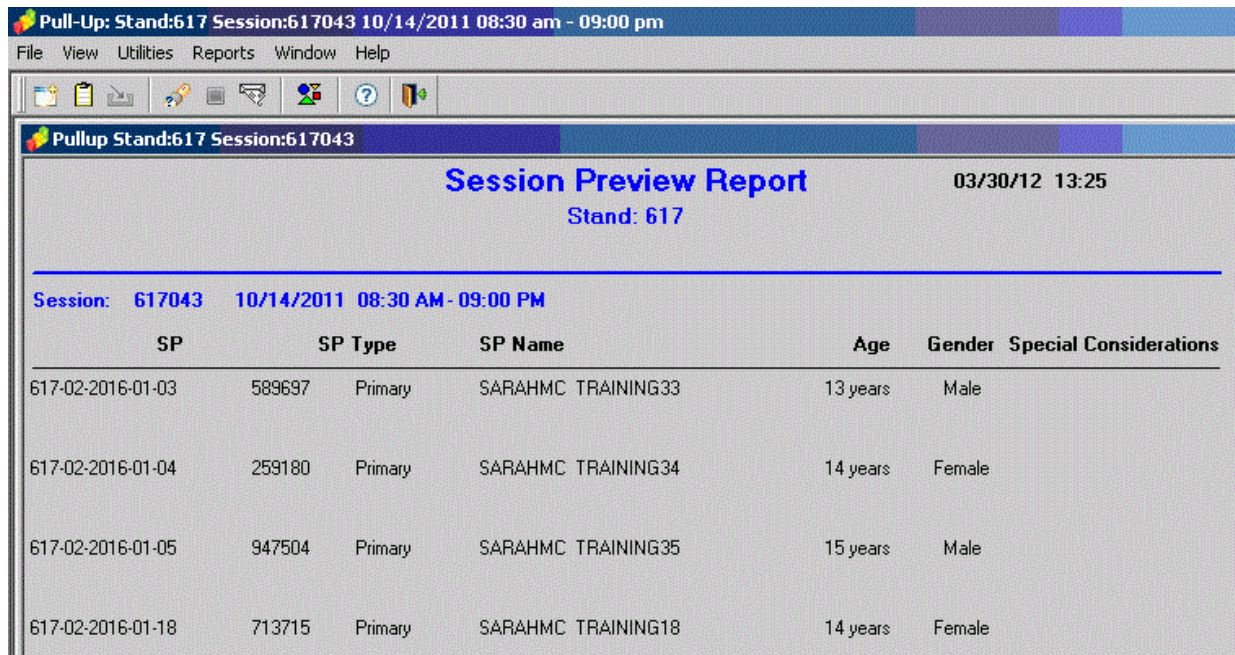 Pull-Up: Stand:617 Session:617043 10/14/2011 08:30 am - 09:00 pm
File View Utilities Reports Window Help
Pullup Stand:617 Session:617043
Session Preview Report 03/30/12 13:25
Stand: 617
Session: 617043 10/14/2011 08:30 AM - 09:00 PM
SP SP Type SP Name Age Gender Special Considerations
617-02-2016-01-03 589697 Primary SARAHMC TRAINING33 13 years Male
617-02-2016-01-04 259180 Primary SARAHMC TRAINING34 14 years Female
617-02-2016-01-05 947504 Primary SARAHMC TRAINING35 15 years Male
617-02-2016-01-18 713715 Primary SARAHMC TRAINING18 14 years Female